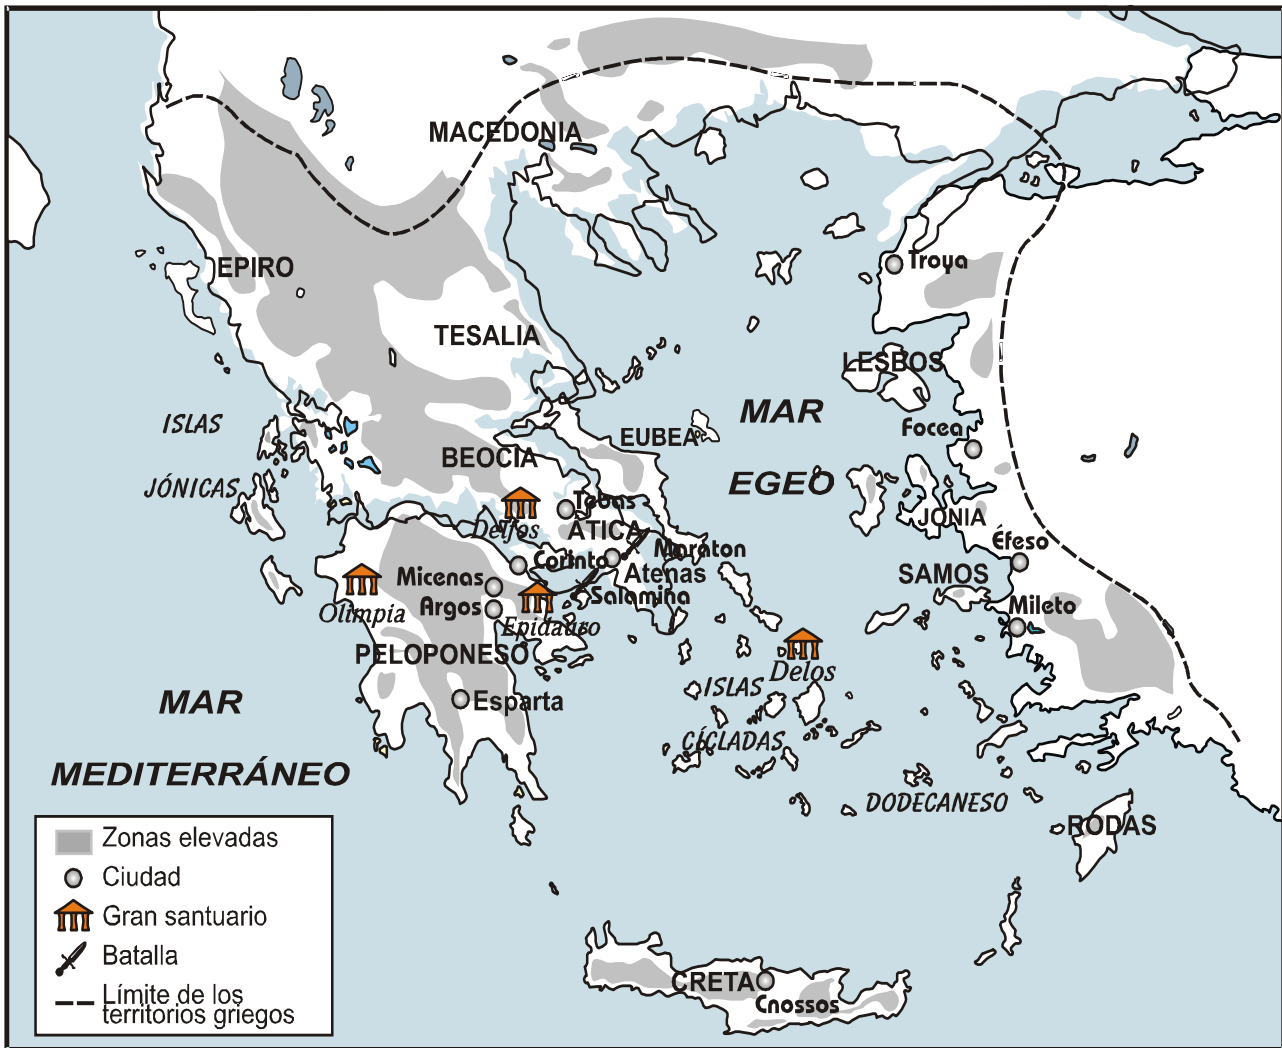 MACEDONIA
EPIRO
Troya
TESALIA
LESBOS
ISLAS
JÓNICAS
MAR
EGEO
EUBEA
Focea
BEOCIA
Tebas
Delfos
ÁTICA
JONIA
Maratón
Éfeso
Corinto
Atenas
SAMOS
Micenas
Salamina
Olimpia
Argos
Epidauro
Mileto
PELOPONESO
Delos
ISLAS
CÍCLADAS
Esparta
MAR
MEDITERRÁNEO
DODECANESO
RODAS
CRETA
Cnossos
Zonas elevadas
Ciudad
Gran santuario
Batalla
Límite de los
territorios griegos